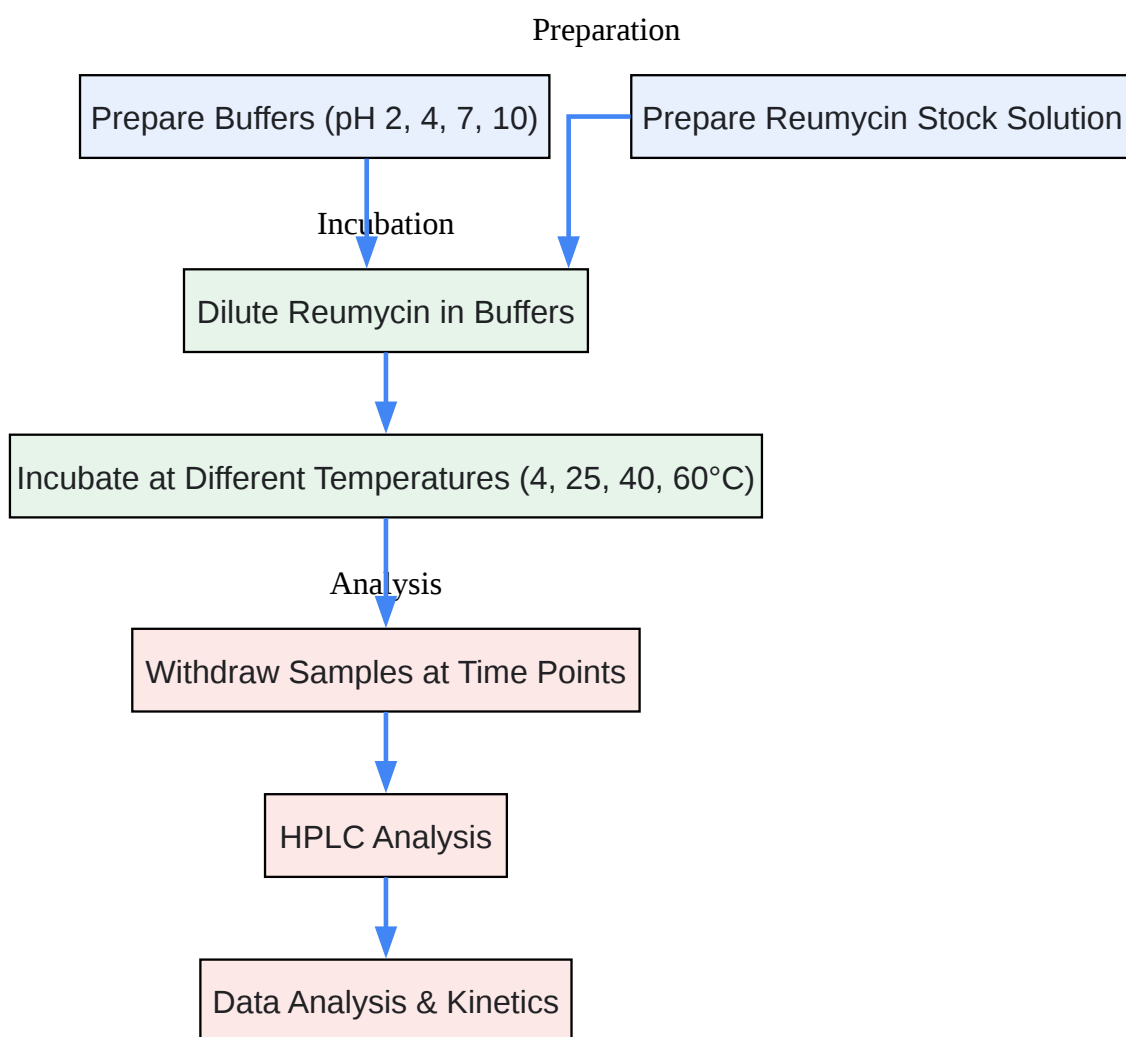 Preparation
Prepare Buffers (pH 2, 4, 7, 10)
Prepare Reumycin Stock Solution
Incubation
Dilute Reumycin in Buffers
Incubate at Different Temperatures (4, 25, 40, 60°C)
Analysis
Withdraw Samples at Time Points
HPLC Analysis
Data Analysis & Kinetics